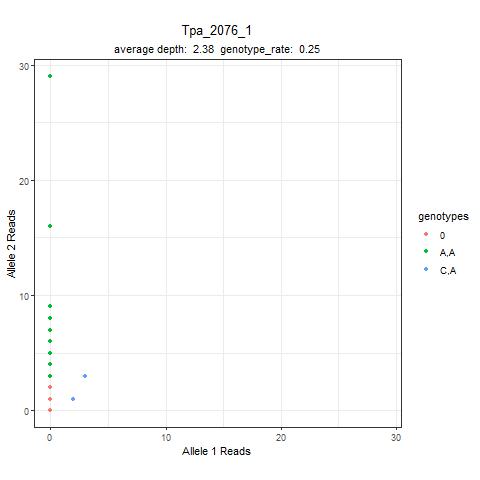 Tpa_2076_1
average depth:  2.38  genotype_rate:  0.25
30
20
10
0
Allele 2 Reads
0
10
20
30
Allele 1 Reads
genotypes
0
A,A
C,A